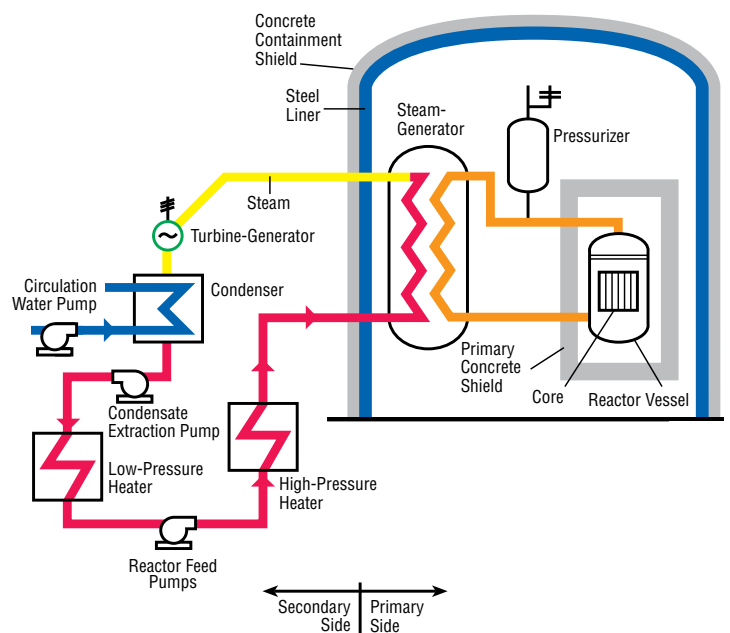 Concrete
Containment
Shield
Steel
Liner
Steam-
Generator
Pressurizer
Steam
Turbine-Generator
Circulation
Water Pump
Condenser
Primary
Concrete
Shield
Core
Reactor Vessel
Condensate
Extraction Pump
Low-Pressure
Heater
High-Pressure
Heater
Reactor Feed
Pumps
Secondary
Side
Primary
Side